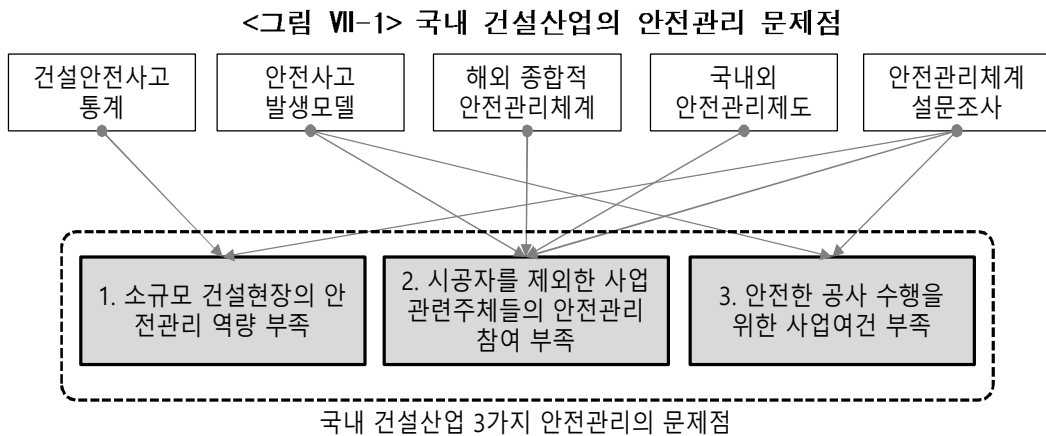 <그림 Ⅶ-1> 국내 건설산업의 안전관리 문제점
건설안전사고
통계
안전사고
발생모델
해외 종합적
안전관리체계
국내외
안전관리제도
안전관리체계
설문조사
1. 소규모 건설현장의 안
전관리 역량 부족
2. 시공자를 제외한 사업
관련주체들의 안전관리
참여 부족
3. 안전한 공사 수행을
위한 사업여건 부족
국내 건설산업 3가지 안전관리의 문제점